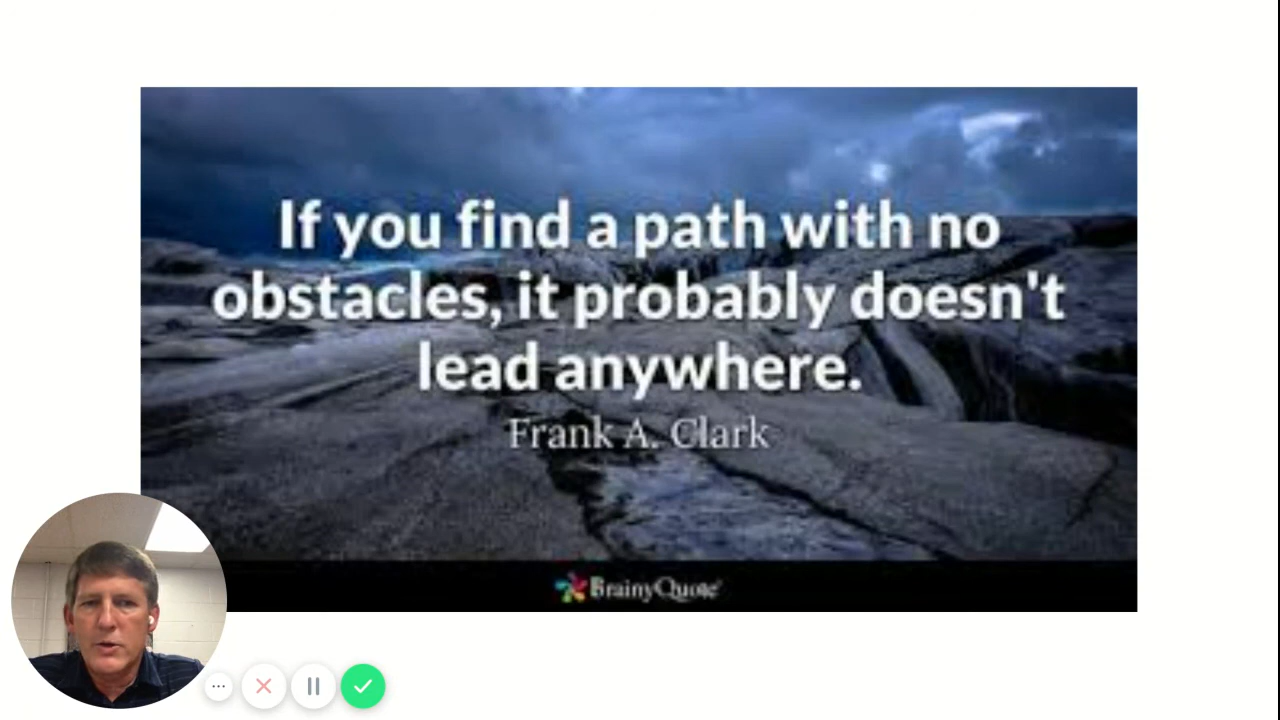 If you find a path with no
obstacles, it probably doesn't
lead anywhere.
Frank A. Clark
BrainyQuote